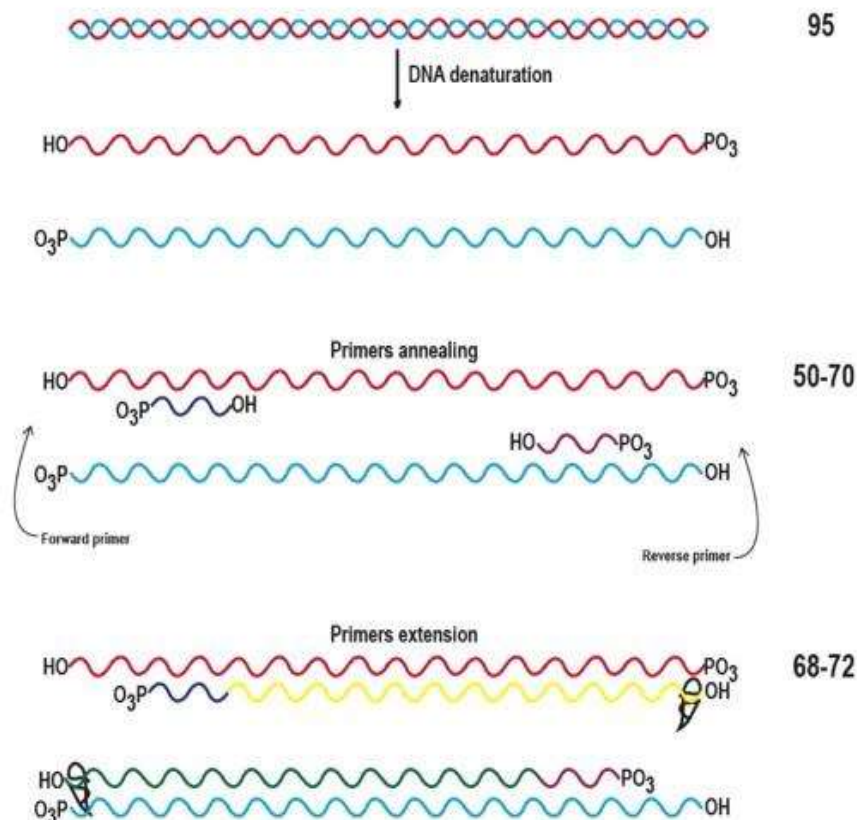 95
DNA denaturation
HO PO3
O3P OH
Primers annealing
HO PO3 50-70
O3P OH
HO PO3
O3P OH
Forward primer
Reverse primer
Primers extension
HO PO3 68-72
O3P OH
HO PO3
O3P OH